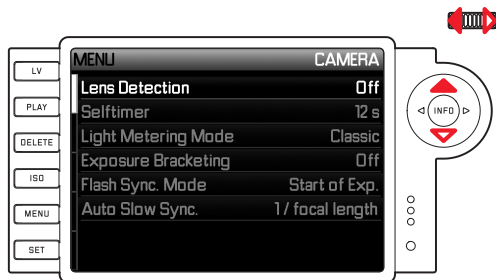 MENU CAMERA
Lens Detection Off
Selftimer 12 s
Light Metering Mode Classic
Exposure Bracketing Off
Flash Sync. Mode Start of Exp.
Auto Slow Sync. 1 / focal length
LV
PLAY
DELETE
ISO
MENU
SET
INFO